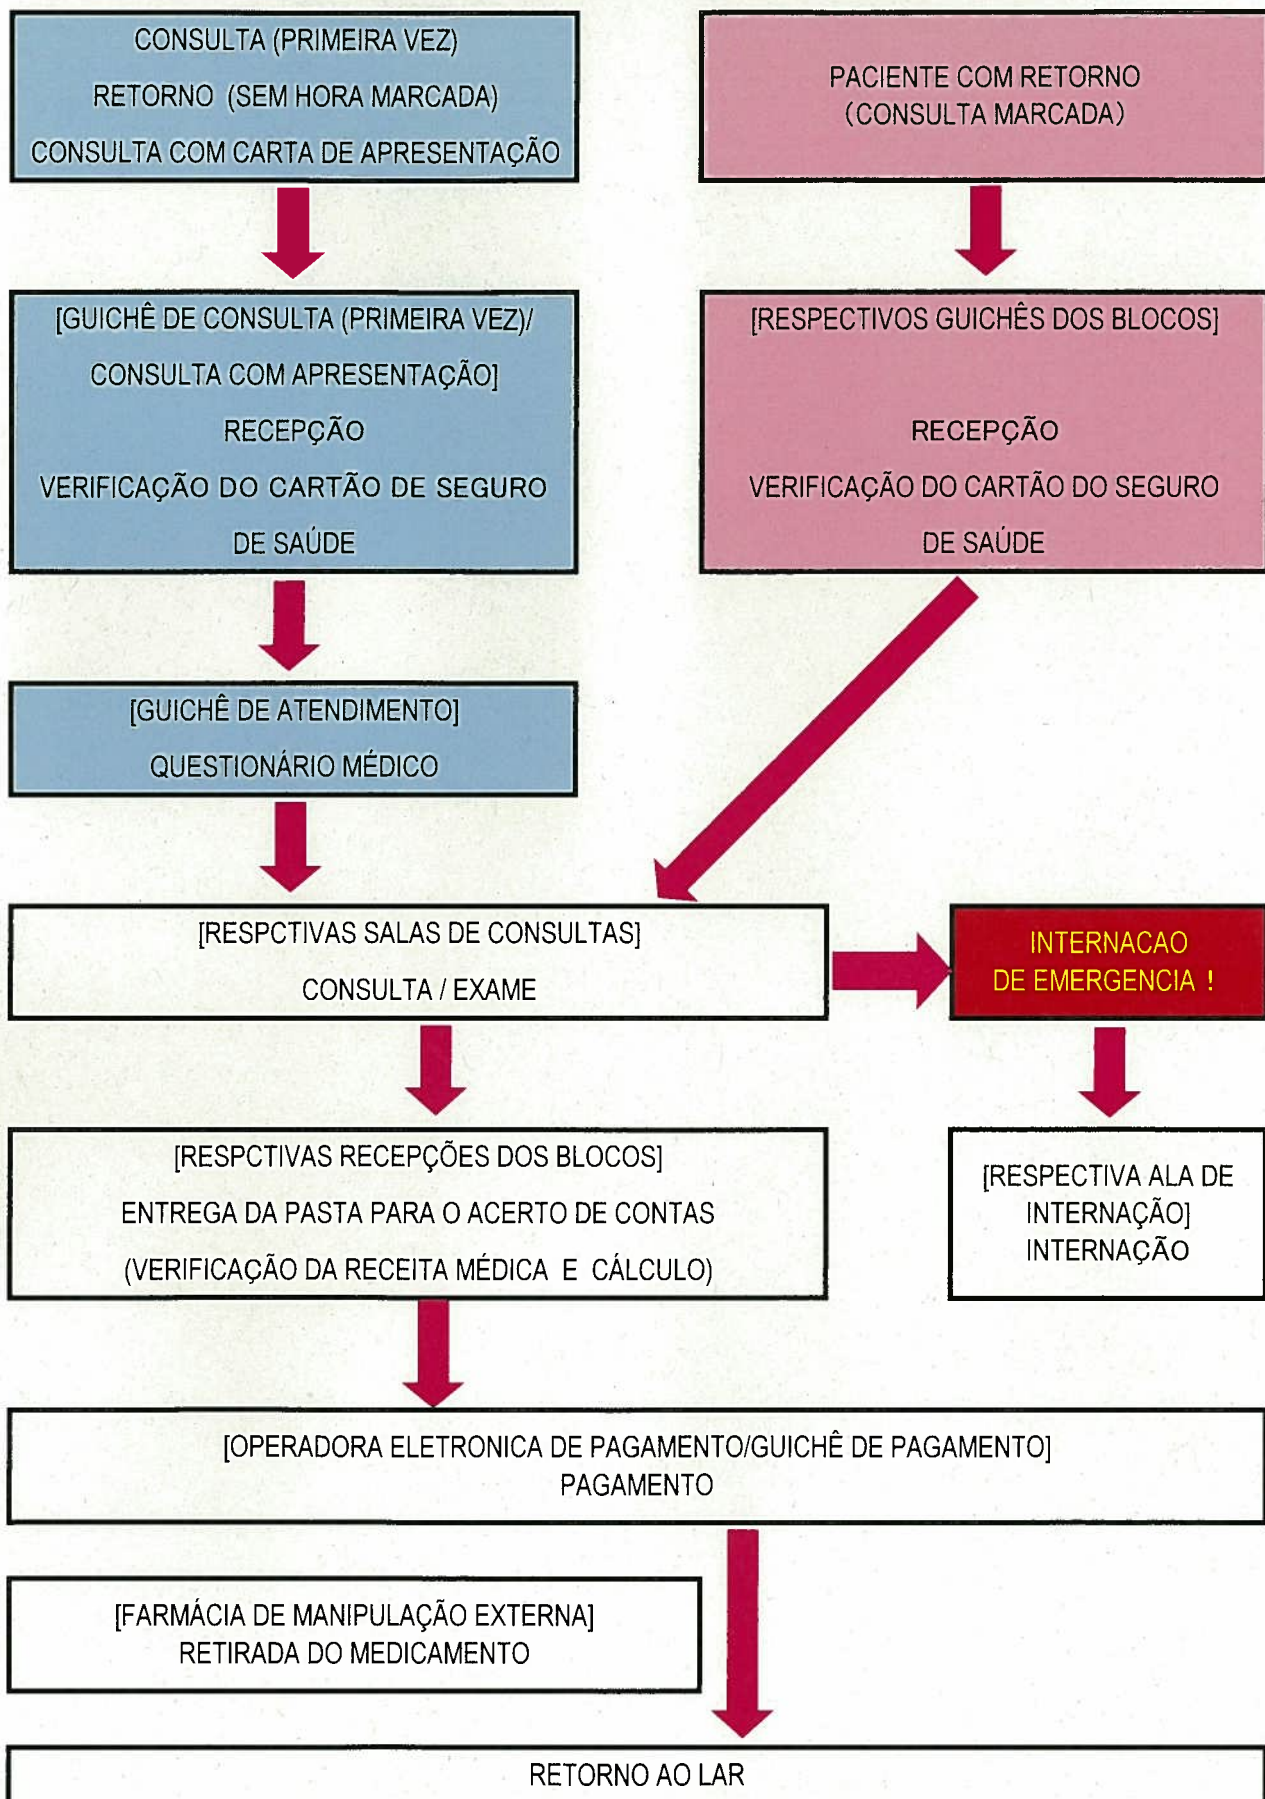 CONSULTA (PRIMEIRA VEZ)
RETORNO (SEM HORA MARCADA)
CONSULTA COM CARTA DE APRESENTAÇÃO
PACIENTE COM RETORNO
(CONSULTA MARCADA)
[GUICHÊ DE CONSULTA (PRIMEIRA VEZ)/
CONSULTA COM APRESENTAÇÃO]
RECEPÇÃO
VERIFICAÇÃO DO CARTÃO DE SEGURO
DE SAÚDE
[RESPECTIVOS GUICHÊS DOS BLOCOS]
RECEPÇÃO
VERIFICAÇÃO DO CARTÃO DO SEGURO
DE SAÚDE
[GUICHÊ DE ATENDIMENTO]
QUESTIONÁRIO MÉDICO
[RESPCTIVAS SALAS DE CONSULTAS]
CONSULTA / EXAME
INTERNACAO
DE EMERGENCIA !
[RESPCTIVAS RECEPÇÕES DOS BLOCOS]
ENTREGA DA PASTA PARA O ACERTO DE CONTAS
(VERIFICAÇÃO DA RECEITA MÉDICA E CÁLCULO)
[RESPECTIVA ALA DE
INTERNAÇÃO]
INTERNAÇÃO
[OPERADORA ELETRONICA DE PAGAMENTO/GUICHÊ DE PAGAMENTO]
PAGAMENTO
[FARMÁCIA DE MANIPULAÇÃO EXTERNA]
RETIRADA DO MEDICAMENTO
RETORNO AO LAR